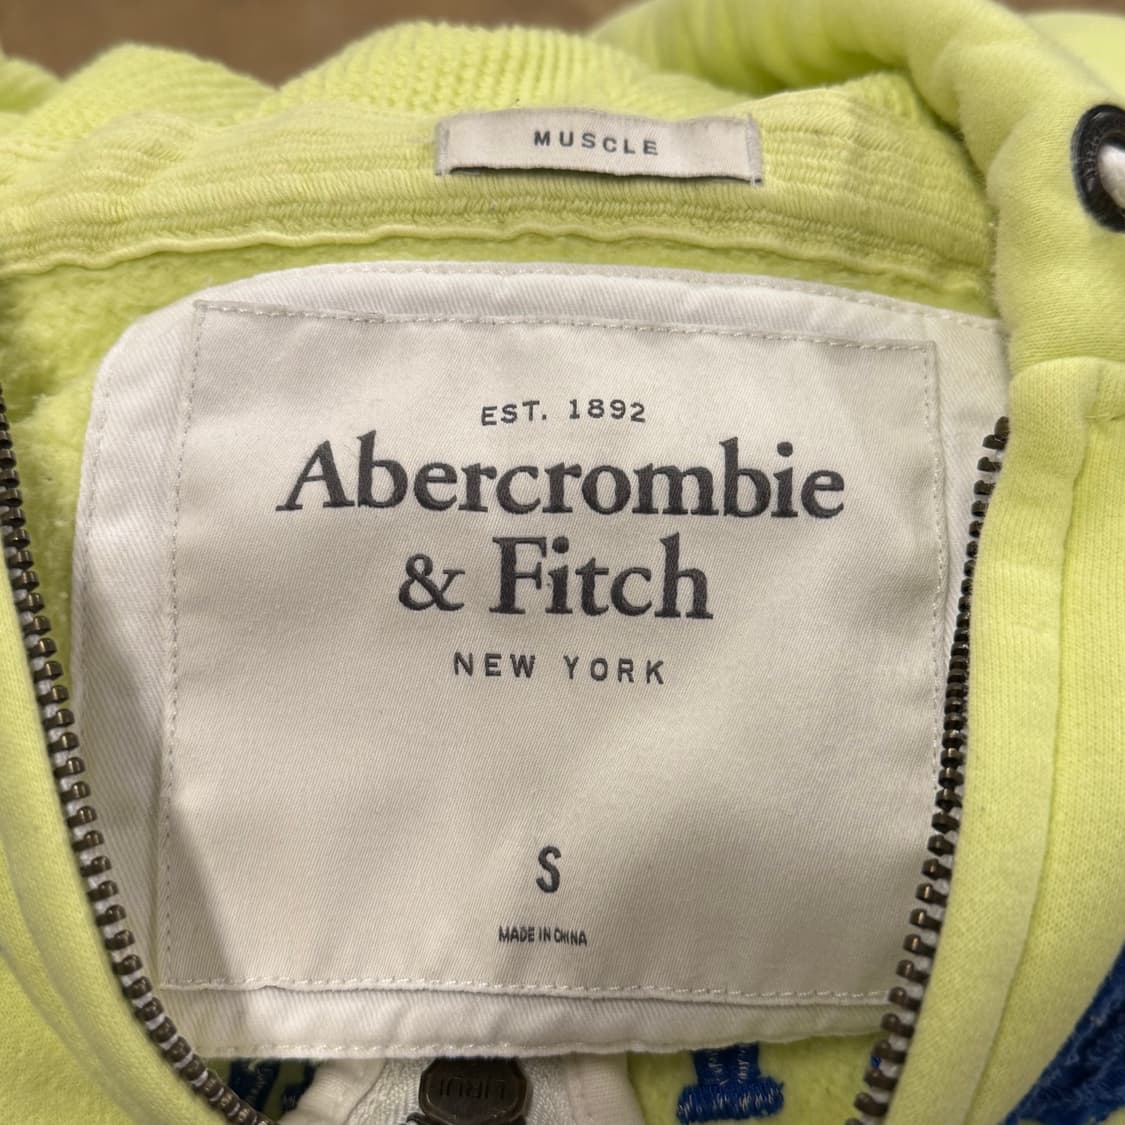 MUSCLE
EST. 1892
Abercrombie
& Fitch
NEW YORK
S
MADE IN CHINA